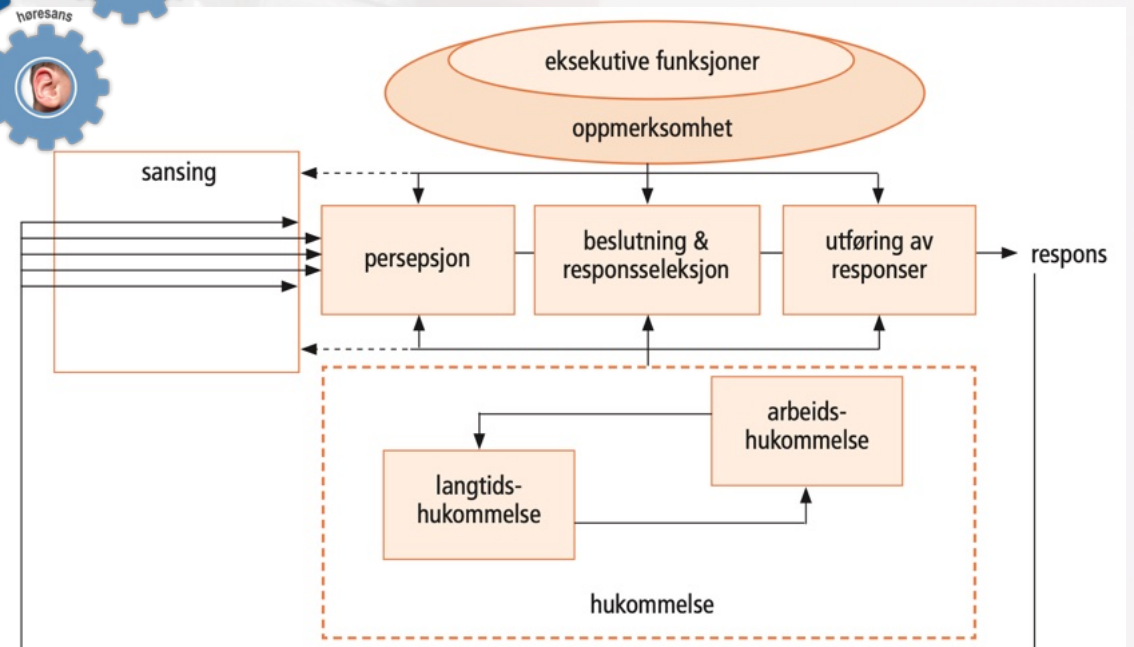 høresans
eksekutive funksjoner
oppmerksomhet
sansing
persepsjon
beslutning &
responsseleksjon
utføring av
responser
respons
arbeids-
hukommelse
langtids-
hukommelse
hukommelse